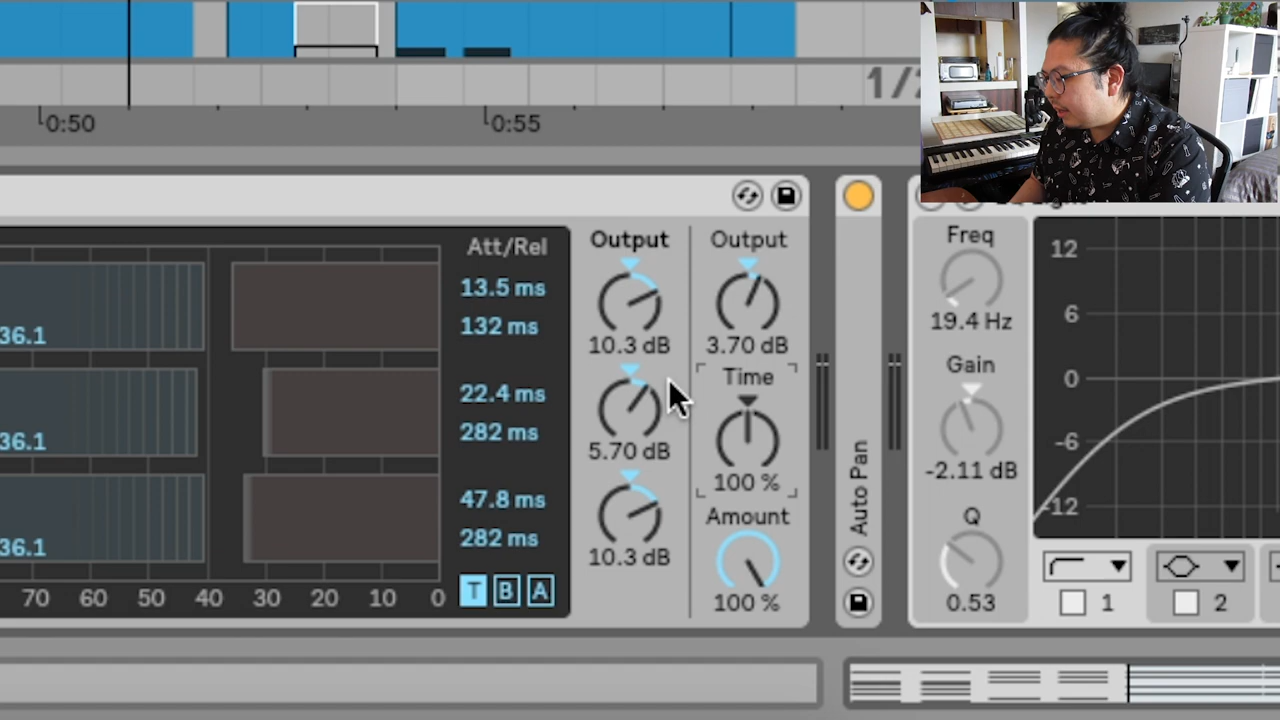 1/2
0:50
0:55
Att/Rel
Output
Output
Freq
12
13.5 ms
132 ms
36.1
10.3 dB
3.70 dB
19.4 Hz
6
Time
Gain
0
22.4 ms
282 ms
36.1
5.70 dB
100 %
-2.11 dB
-6
Auto Pan
47.8 ms
282 ms
36.1
10.3 dB
Amount
Q
-12
70 60 50 40 30 20 10 0
T B A
100 %
0.53
1
2